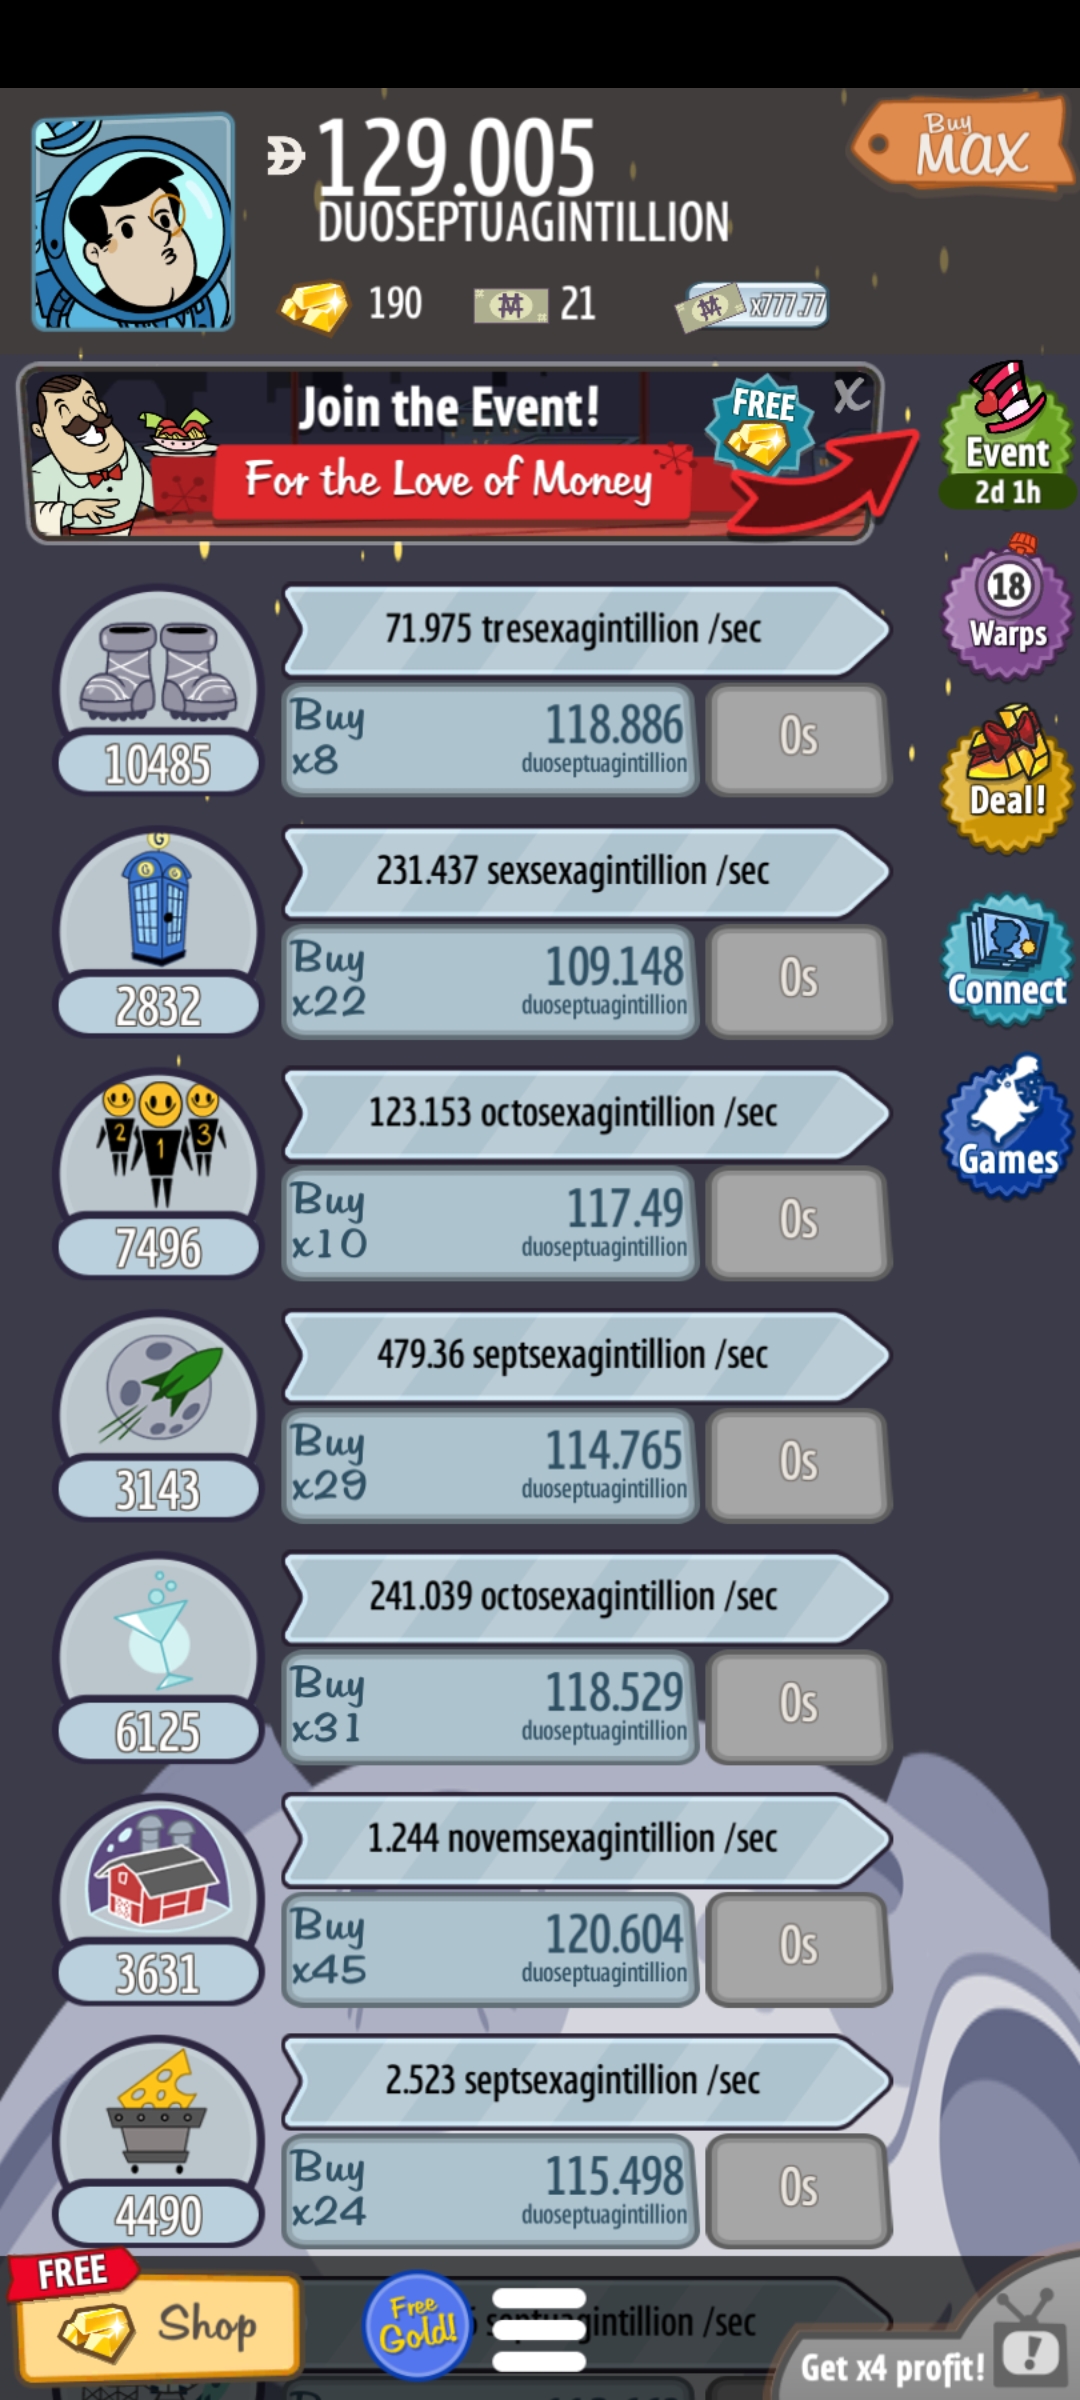 129.005
DUOSEPTUAGINTILLION
Buy
MAX
190
21
x777.77
Join the Event!
For the Love of Money
FREE
X
Event
2d 1h
71.975 tresexagintillion /sec
10485
Buy
x8
118.886
duoseptuagintillion
0s
18
Warps
Deal!
G
G G
231.437 sexsexagintillion /sec
2832
Buy
x22
109.148
duoseptuagintillion
0s
Connect
2 1 3
123.153 octosexagintillion /sec
7496
Buy
x10
117.49
duoseptuagintillion
0s
Games
479.36 septsexagintillion /sec
3143
Buy
x29
114.765
duoseptuagintillion
0s
241.039 octosexagintillion /sec
6125
Buy
x31
118.529
duoseptuagintillion
0s
1.244 novemsexagintillion /sec
3631
Buy
x45
120.604
duoseptuagintillion
0s
2.523 septsexagintillion /sec
4490
Buy
x24
115.498
duoseptuagintillion
0s
FREE
Shop
Free
Gold!
/sec
Get x4 profit!
!